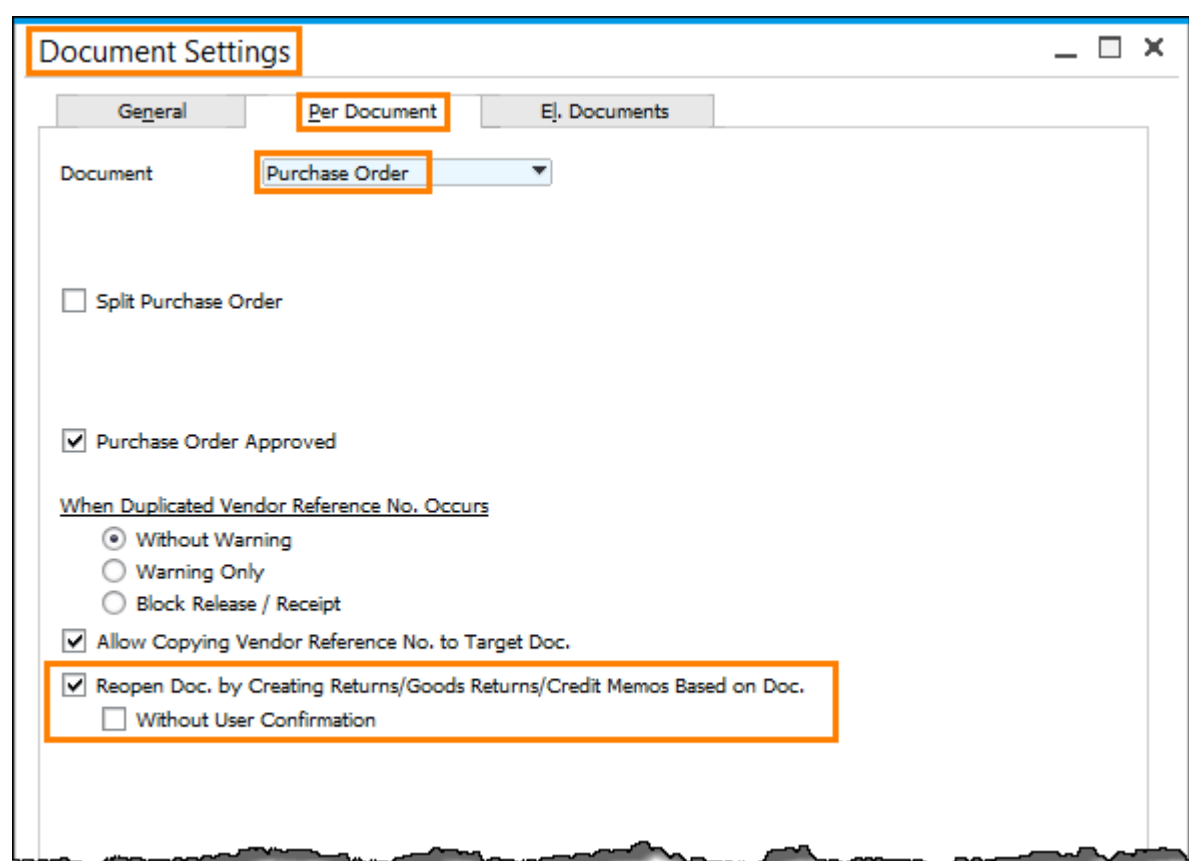 Document Settings
General Per Document El. Documents
Document Purchase Order
Split Purchase Order
Purchase Order Approved
When Duplicated Vendor Reference No. Occurs
Without Warning
Warning Only
Block Release / Receipt
Allow Copying Vendor Reference No. to Target Doc.
Reopen Doc. by Creating Returns/Goods Returns/Credit Memos Based on Doc.
Without User Confirmation